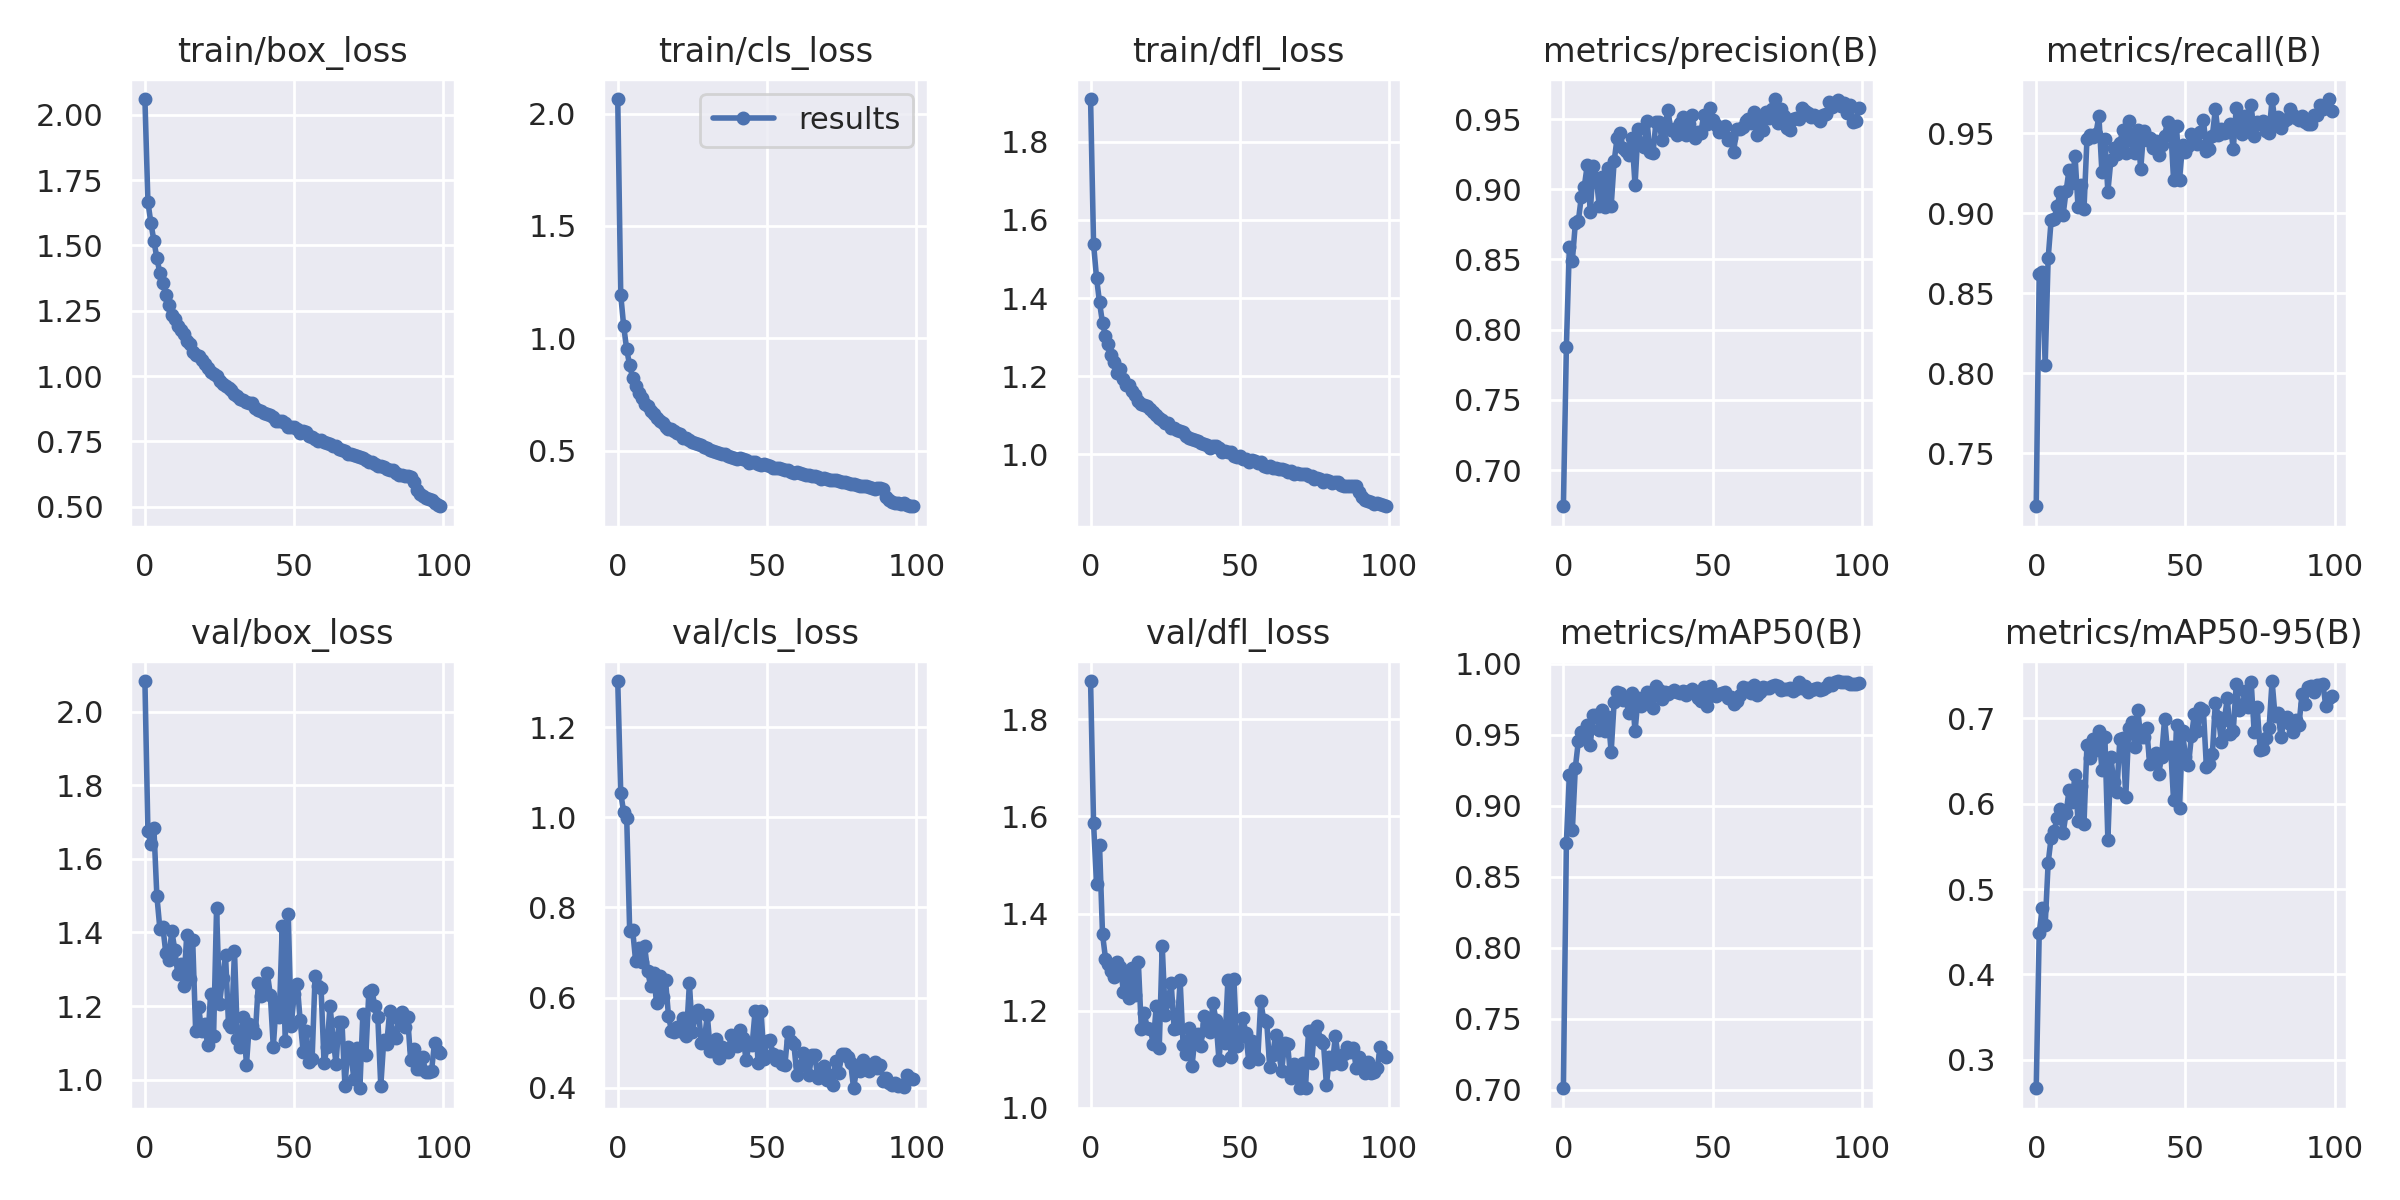 train/box_loss
2.00
1.75
1.50
1.25
1.00
0.75
0.50
0 50 100
train/cls_loss
results
2.0
1.5
1.0
0.5
0 50 100
train/dfl_loss
1.8
1.6
1.4
1.2
1.0
0 50 100
metrics/precision(B)
0.95
0.90
0.85
0.80
0.75
0.70
0 50 100
metrics/recall(B)
0.95
0.90
0.85
0.80
0.75
0 50 100
val/box_loss
2.0
1.8
1.6
1.4
1.2
1.0
0 50 100
val/cls_loss
1.2
1.0
0.8
0.6
0.4
0 50 100
val/dfl_loss
1.8
1.6
1.4
1.2
1.0
0 50 100
metrics/mAP50(B)
1.00
0.95
0.90
0.85
0.80
0.75
0.70
0 50 100
metrics/mAP50-95(B)
0.7
0.6
0.5
0.4
0.3
0 50 100